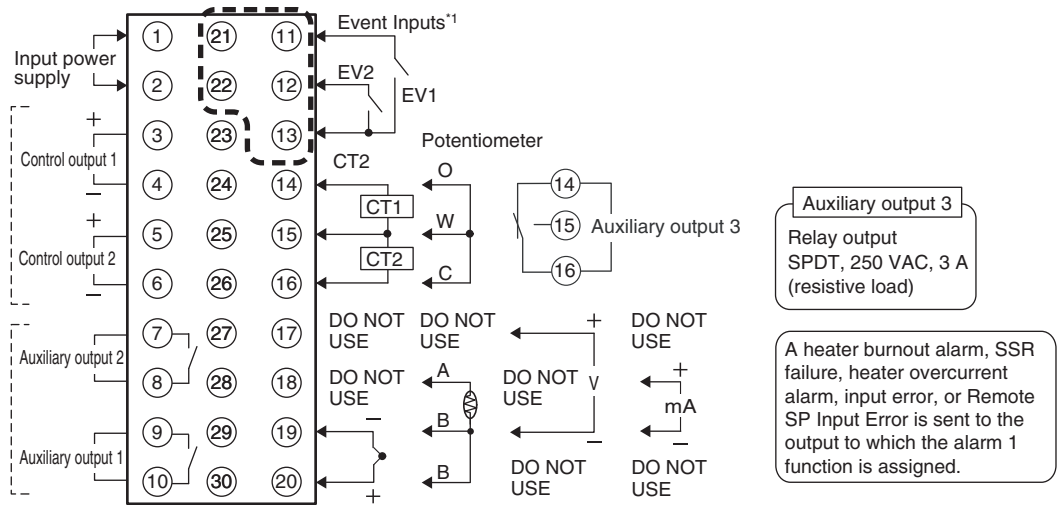 Input power
supply
+
Control output 1
−
+
Control output 2
−
Auxiliary output 2
Auxiliary output 1
1 21 11
2 22 12
3 23 13
4 24 14
5 25 15
6 26 16
7 27 17
8 28 18
9 29 19
10 30 20
Event Inputs*1
EV2
EV1
CT2
CT1
CT2
Potentiometer
O
W
C
14
15 Auxiliary output 3
16
DO NOT
USE
DO NOT
USE
−
+
DO NOT
USE
A
B
B
+
DO NOT
USE
V
−
DO NOT
USE
DO NOT
USE
+
mA
−
DO NOT
USE
Auxiliary output 3
Relay output
SPDT, 250 VAC, 3 A
(resistive load)
A heater burnout alarm, SSR
failure, heater overcurrent
alarm, input error, or Remote
SP Input Error is sent to the
output to which the alarm 1
function is assigned.